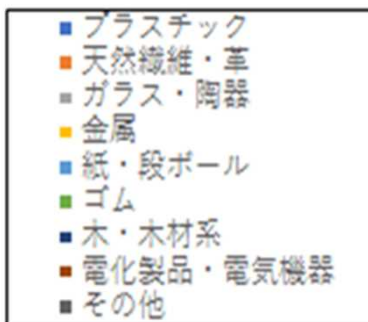 プラスチック
天然繊維・革
ガラス・陶器
金属
紙・段ボール
ゴム
木・木材系
電化製品・電気機器
その他